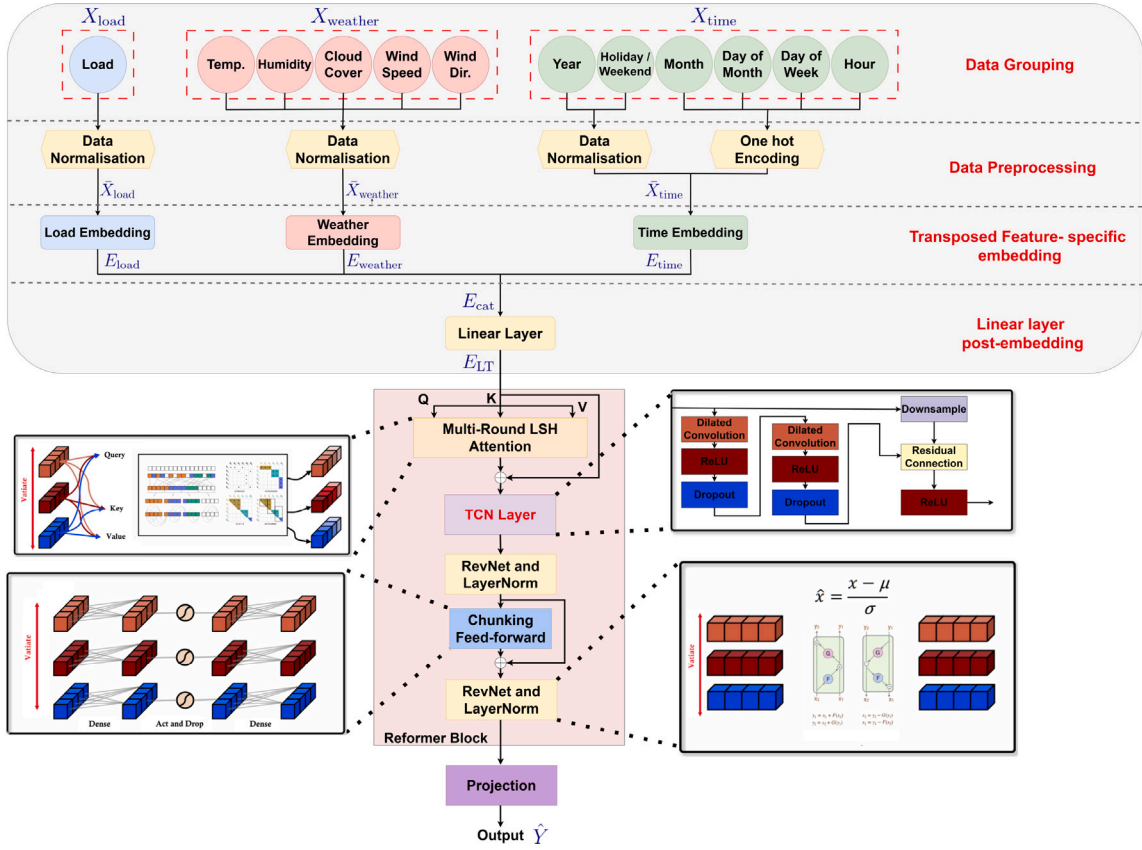 X_load
X_weather
X_time
Load
Temp.
Humidity
Cloud
Cover
Wind
Speed
Wind
Dir.
Year
Holiday /
Weekend
Month
Day of
Month
Day of
Week
Hour
Data Grouping
Data
Normalisation
Data
Normalisation
Data
Normalisation
One hot
Encoding
Data Preprocessing
X̄_load
X̄_weather
X̄_time
Load Embedding
Weather
Embedding
Time Embedding
Transposed Feature- specific
embedding
E_load
E_weather
E_time
E_cat
Linear Layer
Linear layer
post-embedding
E_LT
Q
K
V
Multi-Round LSH
Attention
TCN Layer
RevNet and
LayerNorm
Chunking
Feed-forward
RevNet and
LayerNorm
Reformer Block
Projection
Output Ŷ
Vatiate
Query
Key
Value
Vatiate
Dense
Act and Drop
Dense
Dilated
Convolution
ReLU
Dropout
Dilated
Convolution
ReLU
Dropout
Downsample
Residual
Connection
ReLU
x̂ = (x − μ) / σ
Vatiate
G
F
G
F